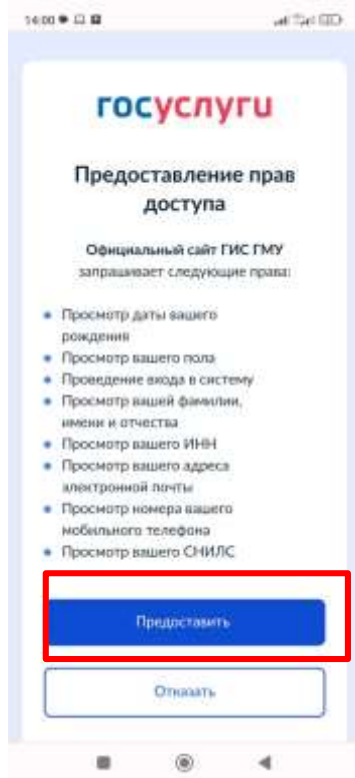 14:00
госуслуги
Предоставление прав
доступа
Официальный сайт ГИС ГМУ
запрашивает следующие права:
Просмотр даты вашего
рождения
Просмотр вашего пола
Проведение входа в систему
Просмотр вашей фамилии,
имени и отчества
Просмотр вашего ИНН
Просмотр вашего адреса
электронной почты
Просмотр номера вашего
мобильного телефона
Просмотр вашего СНИЛС
Предоставить
Отказать